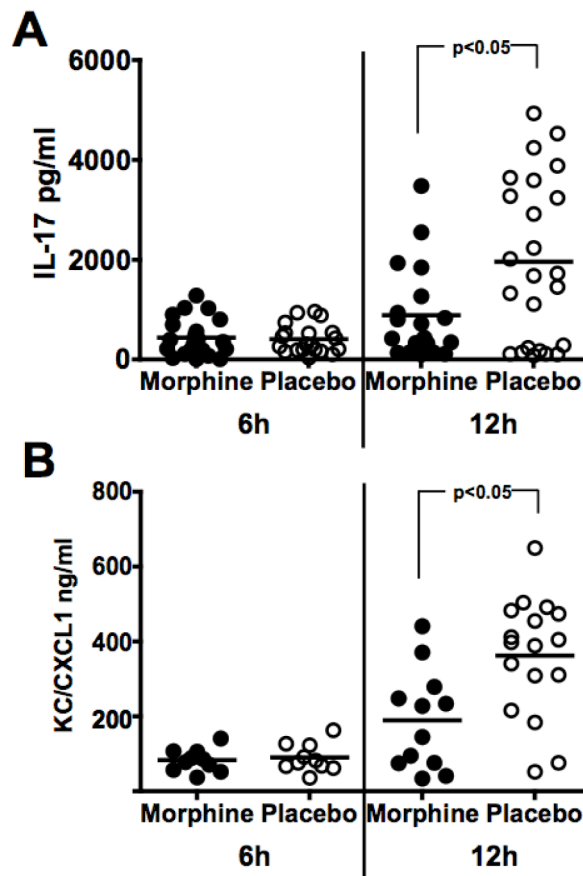 A
IL-17 pg/ml
6000
4000
2000
0
p<0.05
Morphine Placebo Morphine Placebo
6h 12h
B
KC/CXCL1 ng/ml
800
600
400
200
p<0.05
Morphine Placebo Morphine Placebo
6h 12h